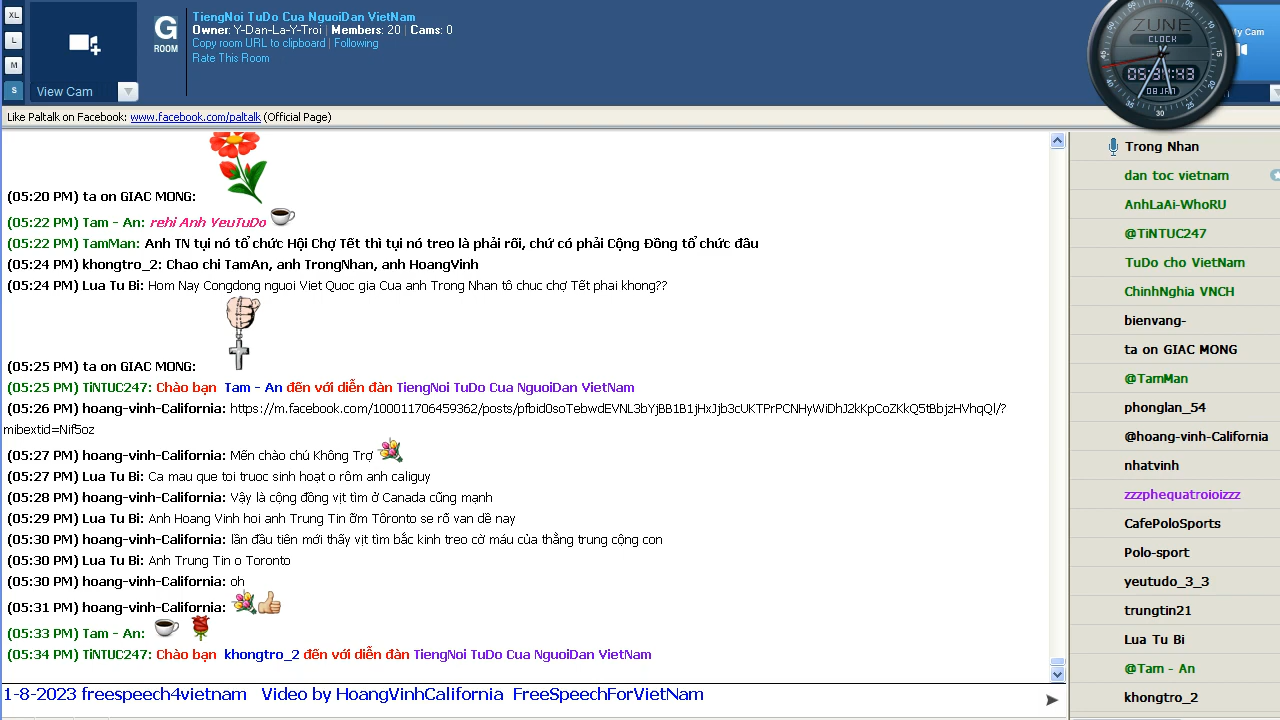 XL
L
M
S
View Cam
G
ROOM
TiengNoi TuDo Cua NguoiDan VietNam
Owner: Y-Dan-La-Y-Troi | Members: 20 | Cams: 0
Copy room URL to clipboard | Following
Rate This Room
ZUNE
CLOCK
05:34:43
08 JAN
My Cam
Like Paltalk on Facebook: www.facebook.com/paltalk (Official Page)
(05:20 PM) ta on GIAC MONG:
(05:22 PM) Tam - An: rehi Anh YeuTuDo
(05:22 PM) TamMan: Anh TN tụi nó tổ chức Hội Chợ Tết thì tụi nó treo là phải rồi, chứ có phải Cộng Đồng tổ chức đâu
(05:24 PM) khongtro_2: Chao chi TamAn, anh TrongNhan, anh HoangVinh
(05:24 PM) Lua Tu Bi: Hom Nay Congdong nguoi Viet Quoc gia Cua anh Trong Nhan tô chuc chợ Têt phai khong??
(05:25 PM) ta on GIAC MONG:
(05:25 PM) TiNTUC247: Chào bạn Tam - An đến với diễn đàn TiengNoi TuDo Cua NguoiDan VietNam
(05:26 PM) hoang-vinh-California: https://m.facebook.com/100011706459362/posts/pfbid0soTebwdEVNL3bYjBB1B1jHxJjb3cUKTPrPCNHyWiDhJ2kKpCoZKkQ5tBbjzHVhqQl/?
mibextid=Nif5oz
(05:27 PM) hoang-vinh-California: Mến chào chú Không Trợ
(05:27 PM) Lua Tu Bi: Ca mau que toi truoc sinh hoạt o rôm anh caliguy
(05:28 PM) hoang-vinh-California: Vậy là cộng đồng vịt tìm ở Canada cũng mạnh
(05:29 PM) Lua Tu Bi: Anh Hoang Vinh hoi anh Trung Tin ỡm Tôronto se rỗ van dề nay
(05:30 PM) hoang-vinh-California: lần đầu tiên mới thấy vịt tìm bắc kinh treo cờ máu của thằng trung cộng con
(05:30 PM) Lua Tu Bi: Anh Trung Tin o Toronto
(05:30 PM) hoang-vinh-California: oh
(05:31 PM) hoang-vinh-California:
(05:33 PM) Tam - An:
(05:34 PM) TiNTUC247: Chào bạn khongtro_2 đến với diễn đàn TiengNoi TuDo Cua NguoiDan VietNam
1-8-2023 freespeech4vietnam Video by HoangVinhCalifornia FreeSpeechForVietNam
Trong Nhan
dan toc vietnam
AnhLaAi-WhoRU
@TiNTUC247
TuDo cho VietNam
ChinhNghia VNCH
bienvang-
ta on GIAC MONG
@TamMan
phonglan_54
@hoang-vinh-California
nhatvinh
zzzphequatroioizzz
CafePoloSports
Polo-sport
yeutudo_3_3
trungtin21
Lua Tu Bi
@Tam - An
khongtro_2